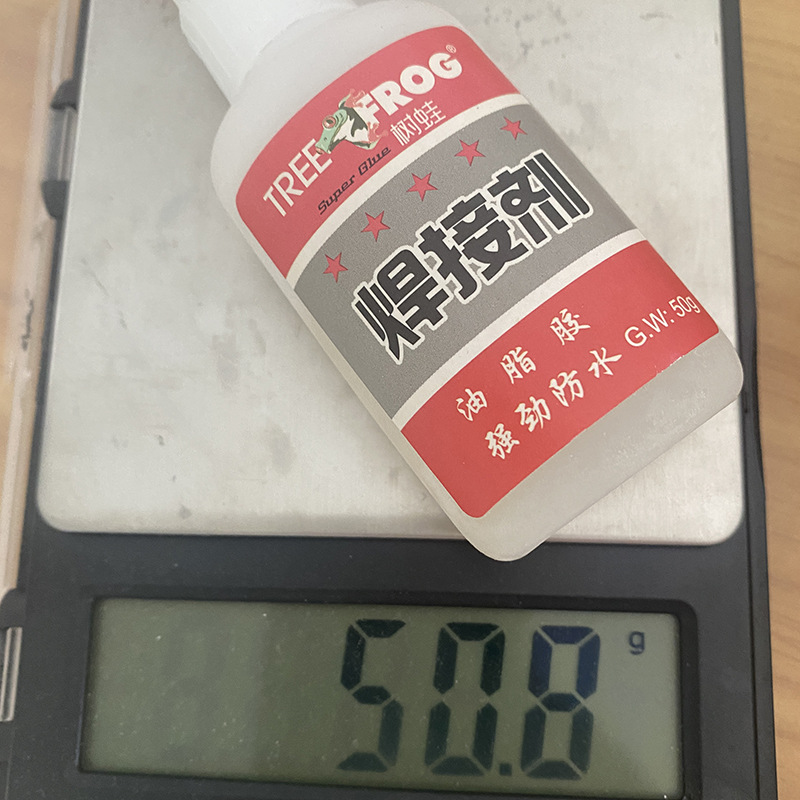 TREE FROG®
Super Glue 树蛙
焊接剂
油脂胶
强劲防水 G.W: 50g
50.8 g